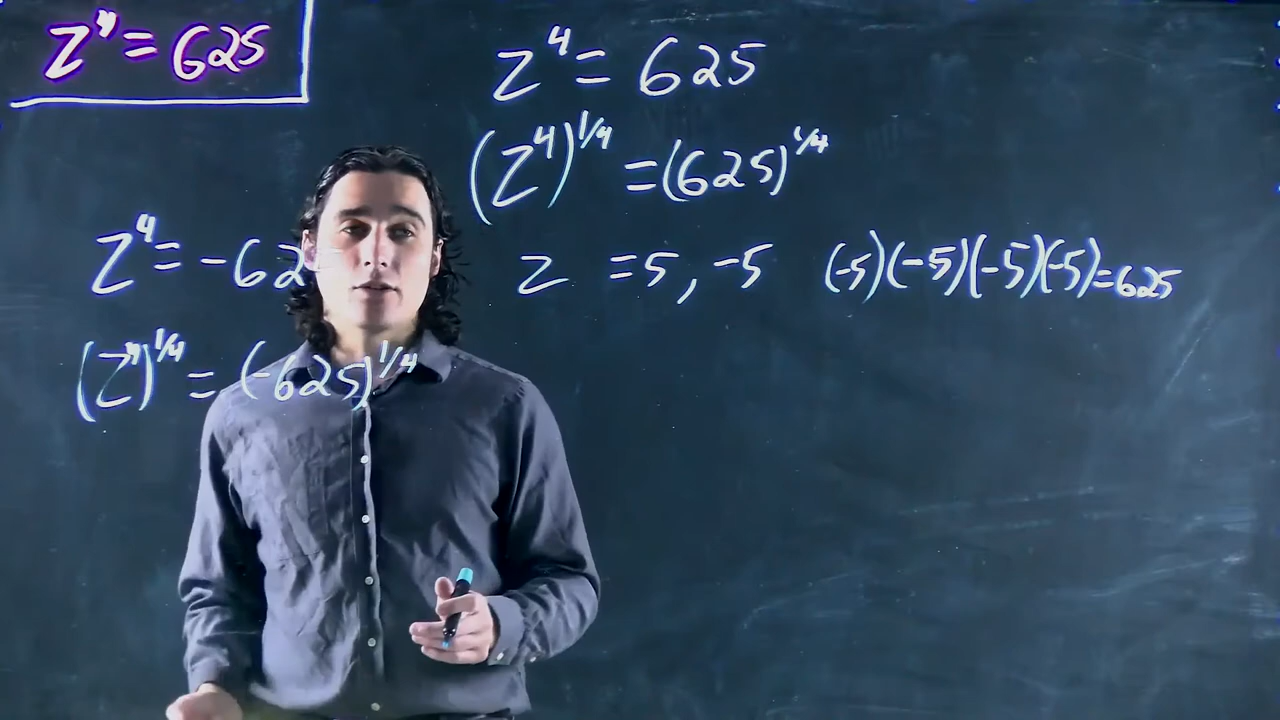 z⁴ = 625
z⁴ = 625
(z⁴)^1/4 = (625)^1/4
z = 5, -5 (-5)(-5)(-5)(-5)=625
z⁴ = -62
(z⁴)^1/4 = (-625)^1/4